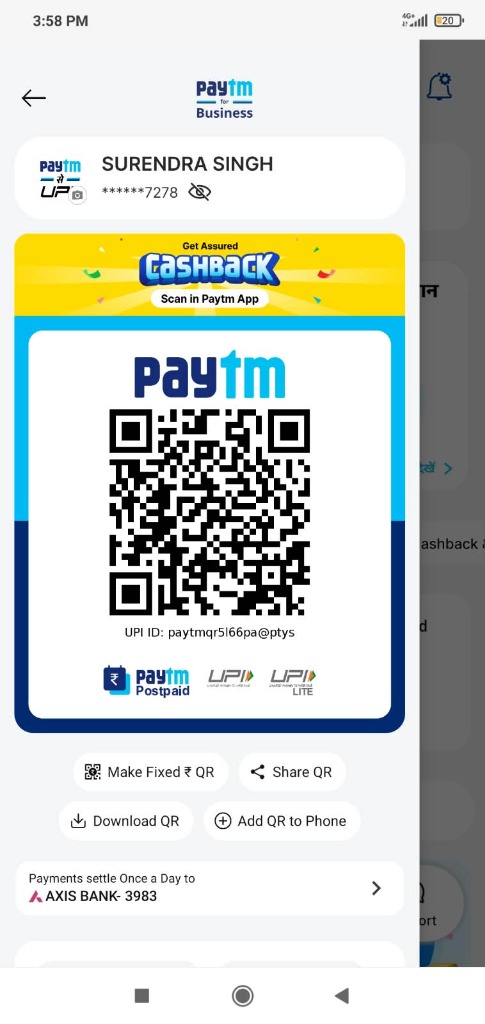 3:58 PM
4G+
20
paytm
for
Business
paytm
से
UPI
SURENDRA SINGH
******7278
Get Assured
CASHBACK
Scan in Paytm App
paytm
UPI ID: paytmqr5l66pa@ptys
₹
paytm
Postpaid
UPI
UPI
LITE
Make Fixed ₹ QR
Share QR
Download QR
Add QR to Phone
Payments settle Once a Day to
AXIS BANK- 3983
ashback &